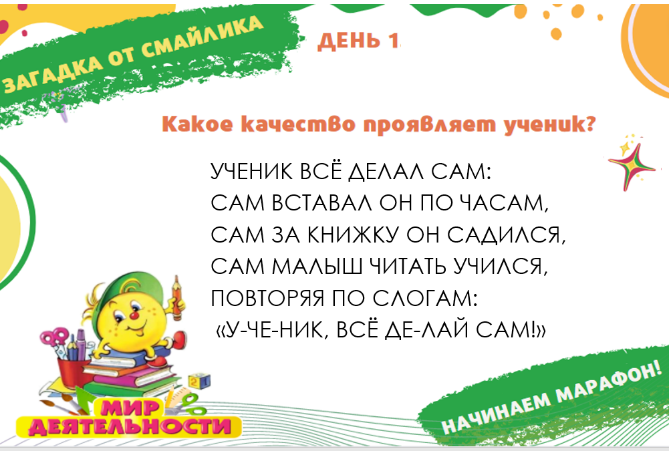 ЗАГАДКА ОТ СМАЙЛИКА
ДЕНЬ 1
Какое качество проявляет ученик?
УЧЕНИК ВСЁ ДЕЛАЛ САМ:
САМ ВСТАВАЛ ОН ПО ЧАСАМ,
САМ ЗА КНИЖКУ ОН САДИЛСЯ,
САМ МАЛЫШ ЧИТАТЬ УЧИЛСЯ,
ПОВТОРЯЯ ПО СЛОГАМ:
«У-ЧЕ-НИК, ВСЁ ДЕ-ЛАЙ САМ!»
МИР
ДЕЯТЕЛЬНОСТИ
НАЧИНАЕМ МАРАФОН!